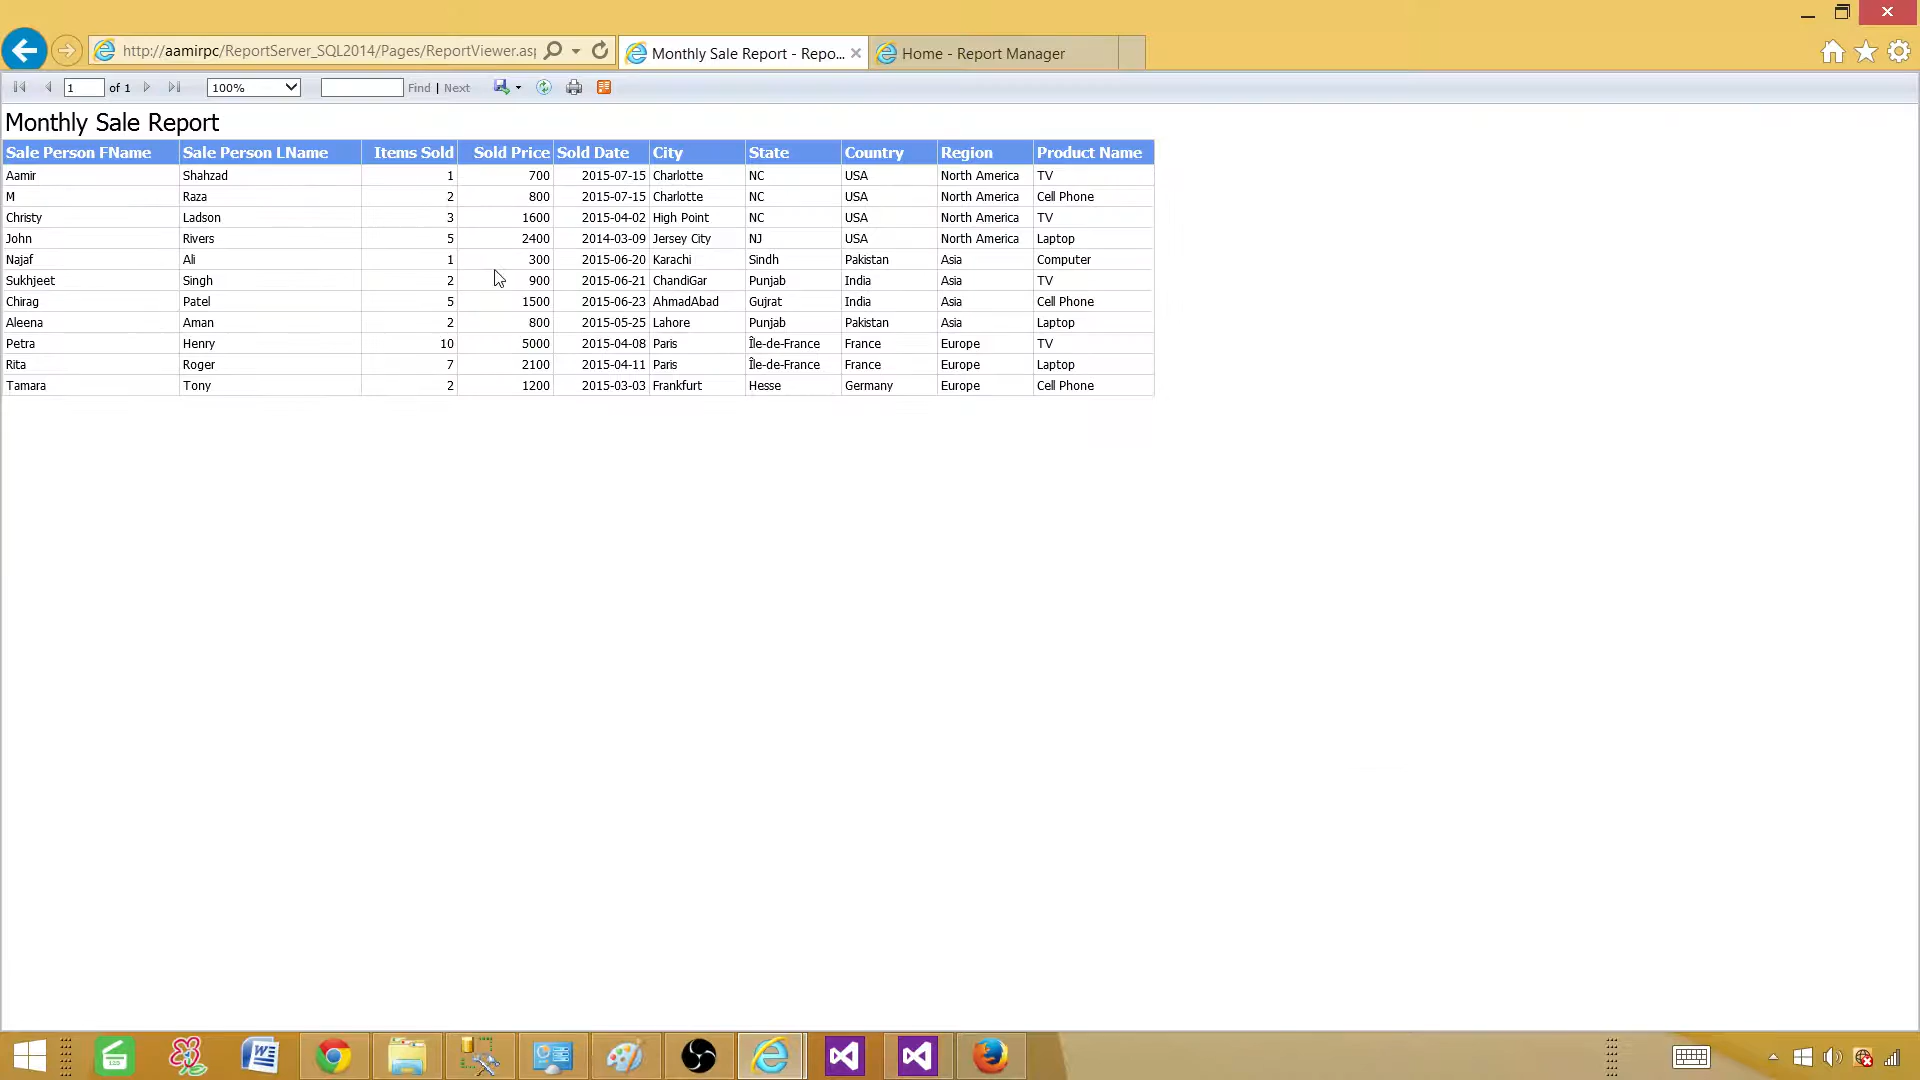 http://aamirpc/ReportServer_SQL2014/Pages/ReportViewer.asp Monthly Sale Report - Repo... Home - Report Manager
1 of 1 100% Find | Next
Monthly Sale Report
Sale Person FName Sale Person LName Items Sold Sold Price Sold Date City State Country Region Product Name
Aamir Shahzad 1 700 2015-07-15 Charlotte NC USA North America TV
M Raza 2 800 2015-07-15 Charlotte NC USA North America Cell Phone
Christy Ladson 3 1600 2015-04-02 High Point NC USA North America TV
John Rivers 5 2400 2014-03-09 Jersey City NJ USA North America Laptop
Najaf Ali 1 300 2015-06-20 Karachi Sindh Pakistan Asia Computer
Sukhjeet Singh 2 900 2015-06-21 ChandiGar Punjab India Asia TV
Chirag Patel 5 1500 2015-06-23 AhmadAbad Gujrat India Asia Cell Phone
Aleena Aman 2 800 2015-05-25 Lahore Punjab Pakistan Asia Laptop
Petra Henry 10 5000 2015-04-08 Paris Île-de-France France Europe TV
Rita Roger 7 2100 2015-04-11 Paris Île-de-France France Europe Laptop
Tamara Tony 2 1200 2015-03-03 Frankfurt Hesse Germany Europe Cell Phone